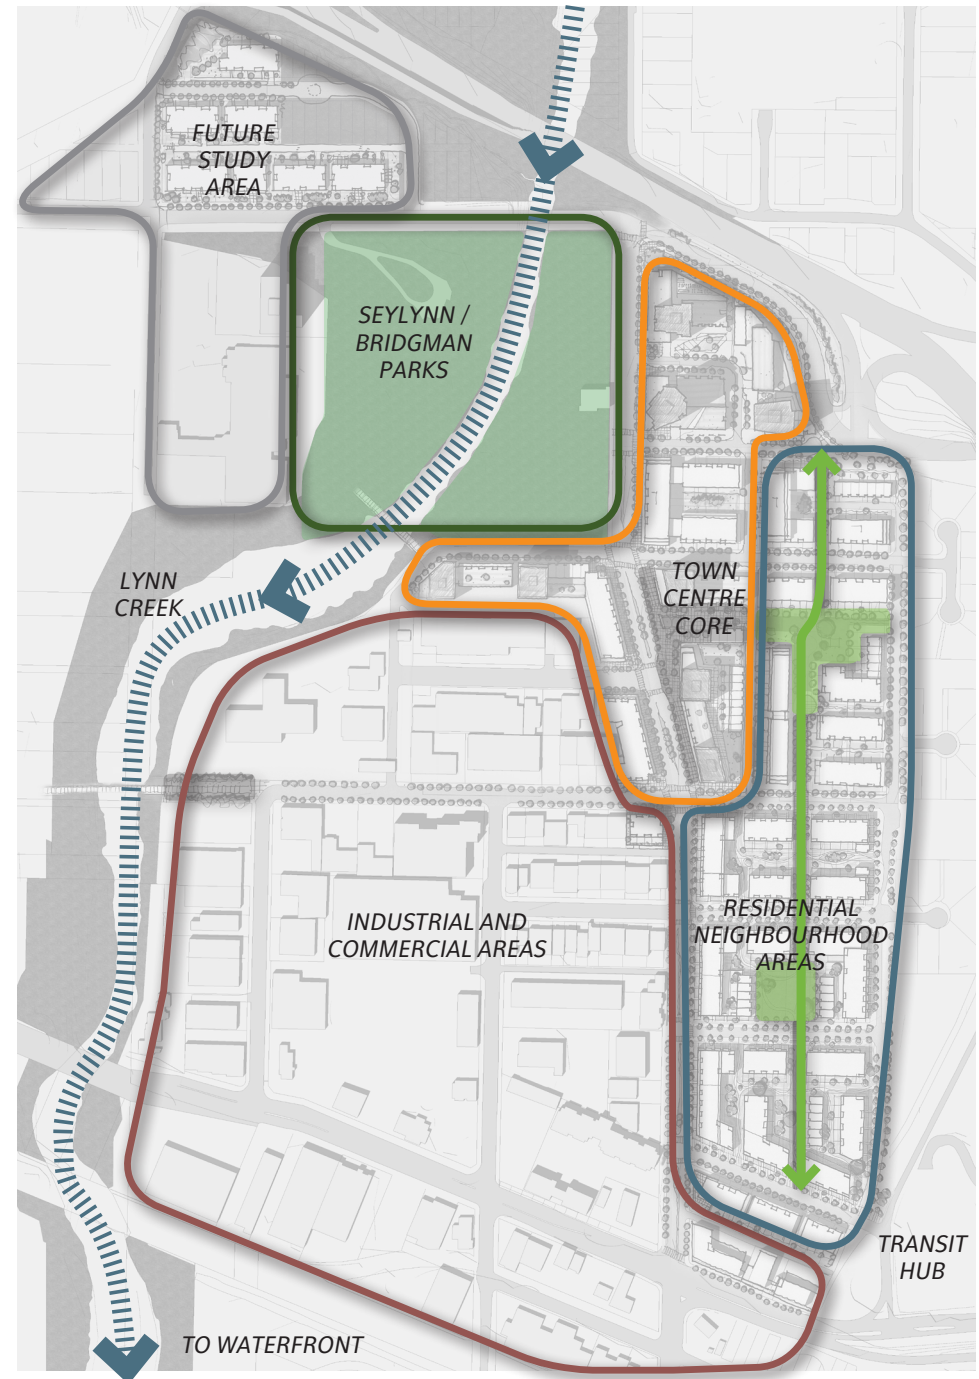 FUTURE
STUDY
AREA
SEYLYNN /
BRIDGMAN
PARKS
LYNN
CREEK
TOWN
CENTRE
CORE
INDUSTRIAL AND
COMMERCIAL AREAS
RESIDENTIAL
NEIGHBOURHOOD
AREAS
TRANSIT
HUB
TO WATERFRONT